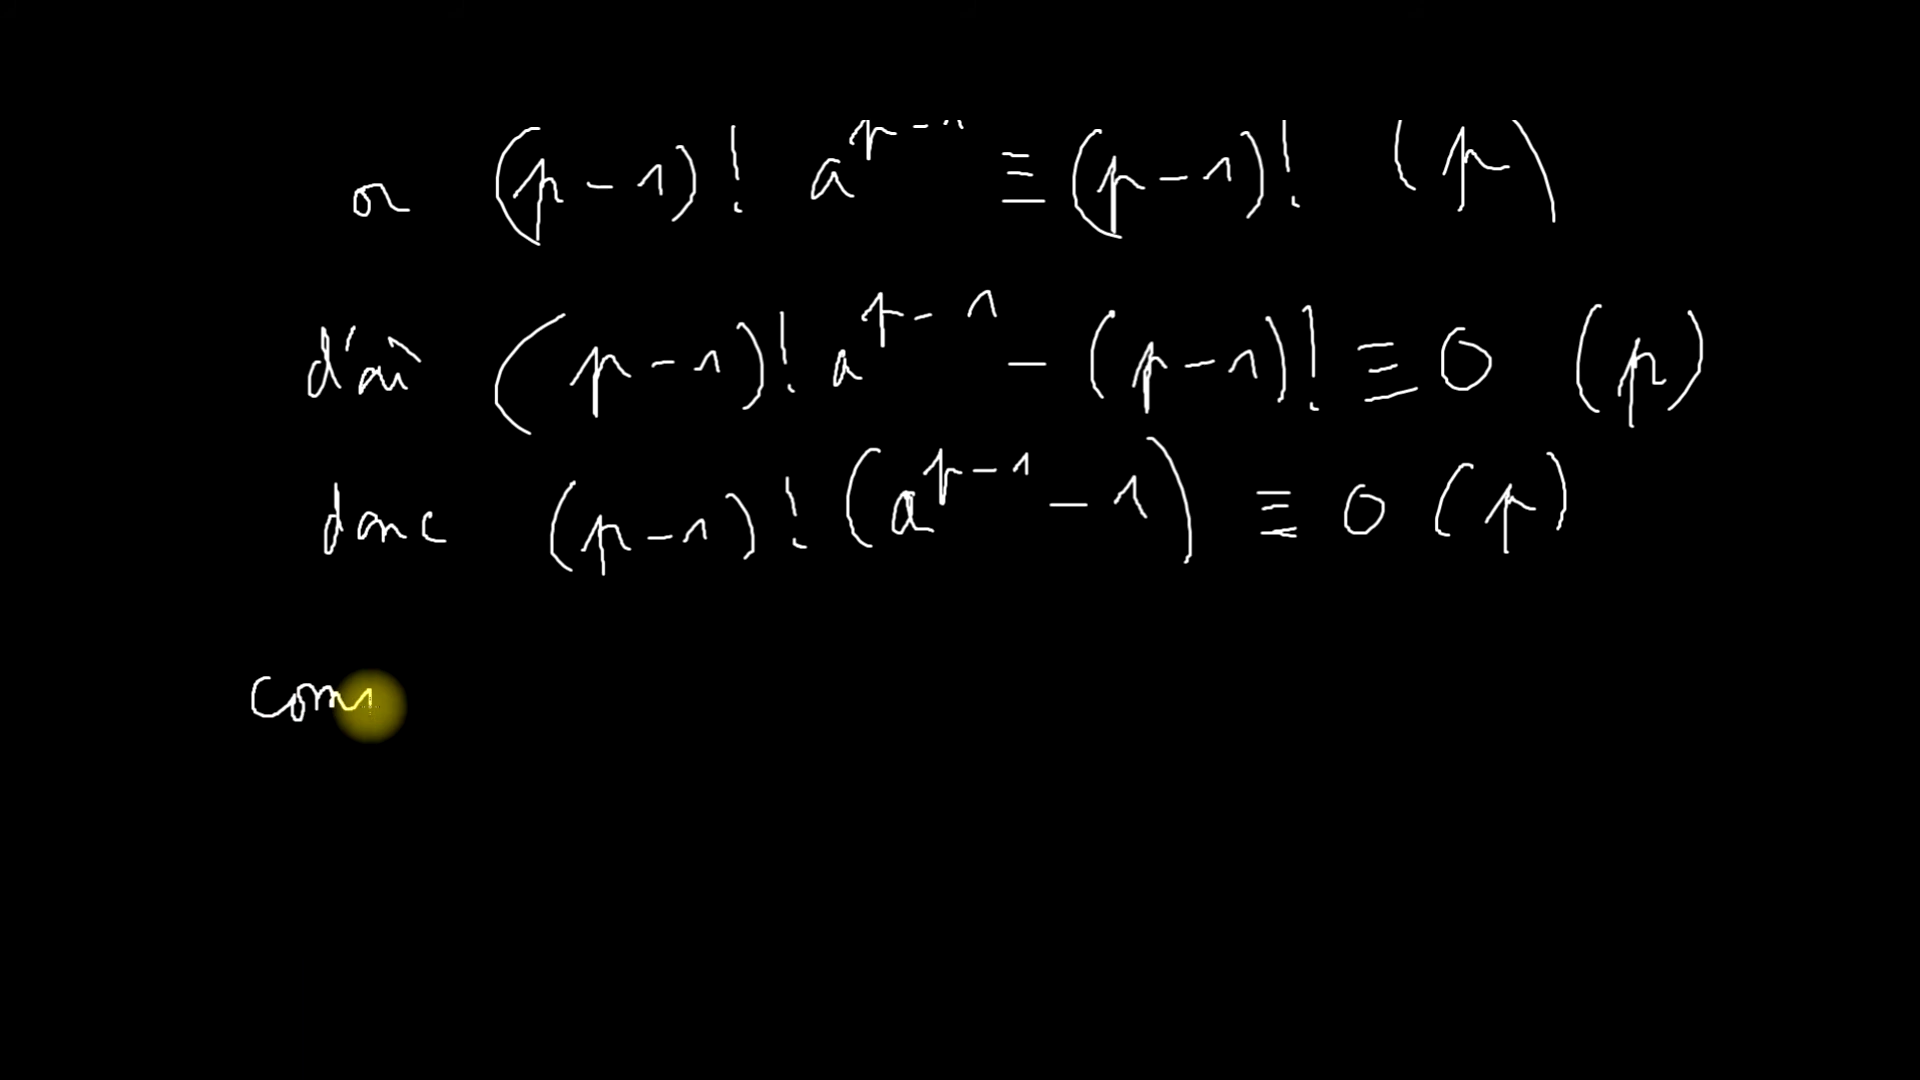 or (p-1)! a^{p-1} ≡ (p-1)! (p)
d'où (p-1)! a^{p-1} - (p-1)! ≡ 0 (p)
donc (p-1)! (a^{p-1} - 1) ≡ 0 (p)
com